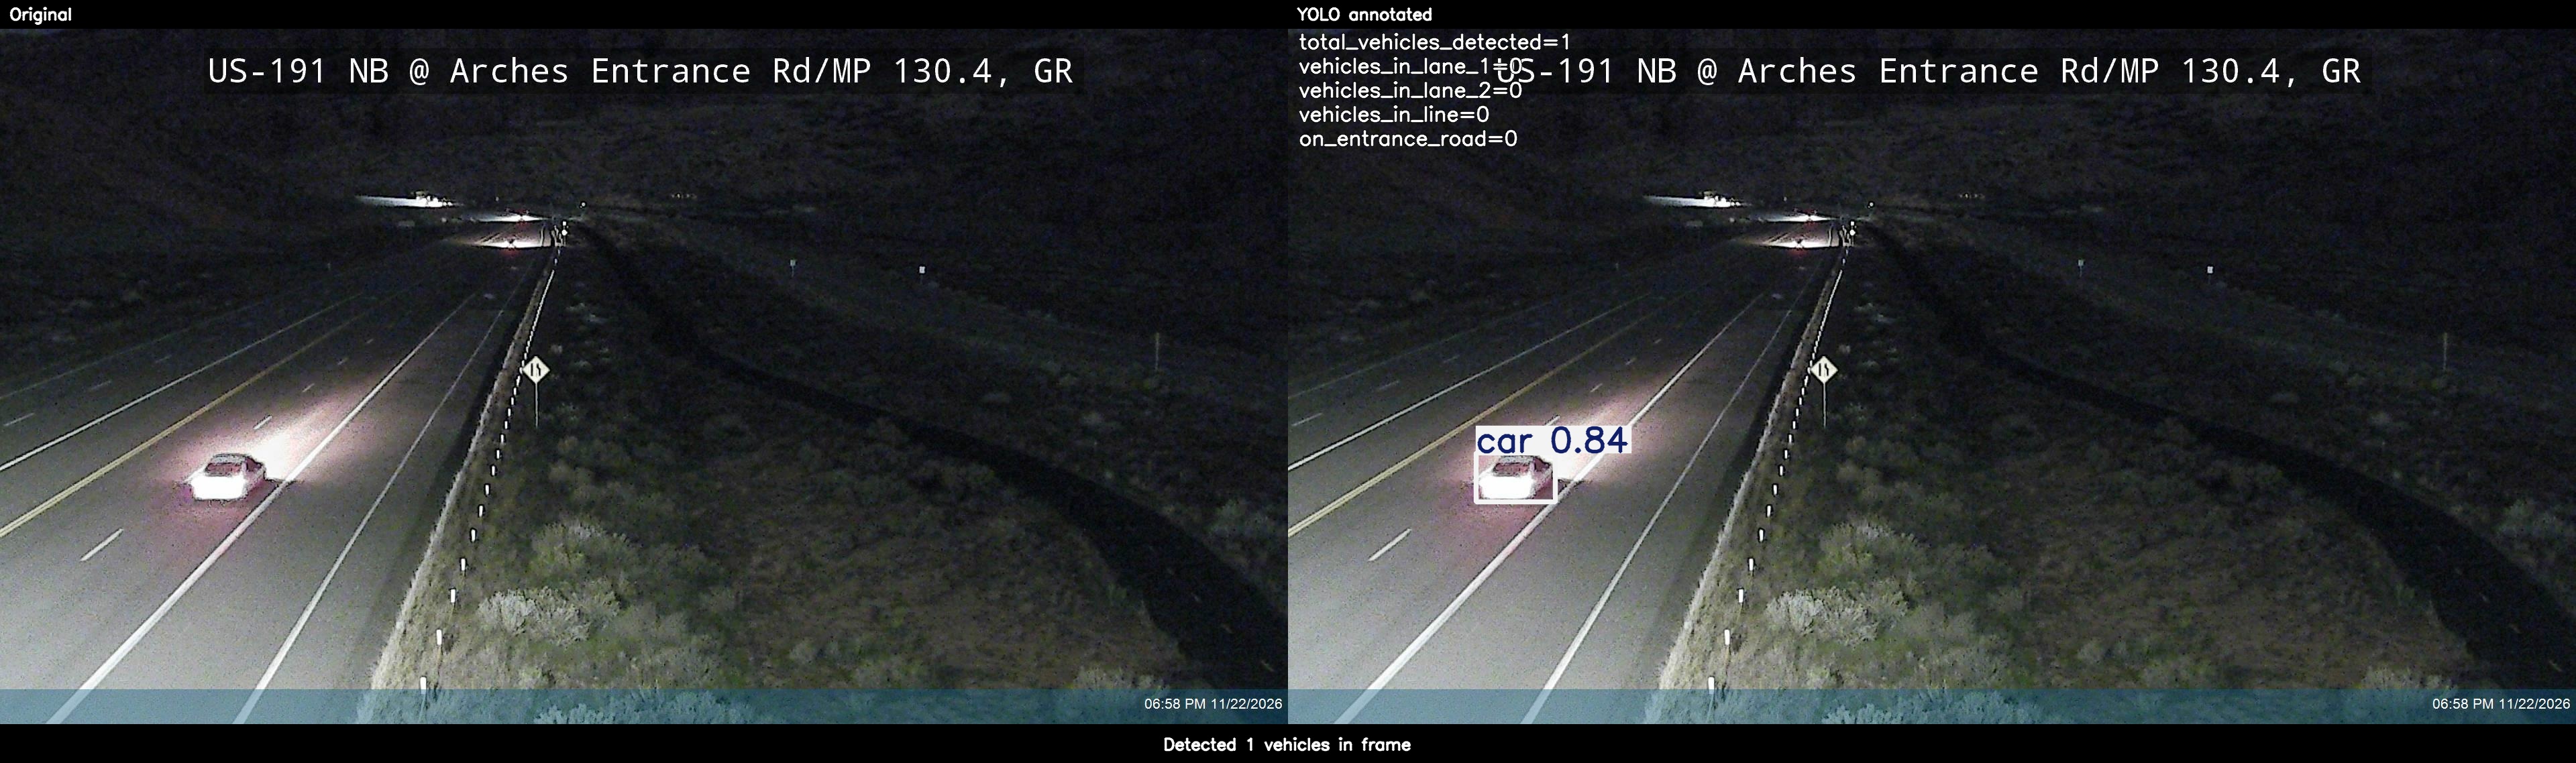 Original
US-191 NB @ Arches Entrance Rd/MP 130.4, GR
06:58 PM 11/22/2026
YOLO annotated
total_vehicles_detected=1
vehicles_in_lane_1=0
US-191 NB @ Arches Entrance Rd/MP 130.4, GR
vehicles_in_lane_2=0
vehicles_in_line=0
on_entrance_road=0
car 0.84
06:58 PM 11/22/2026
Detected 1 vehicles in frame